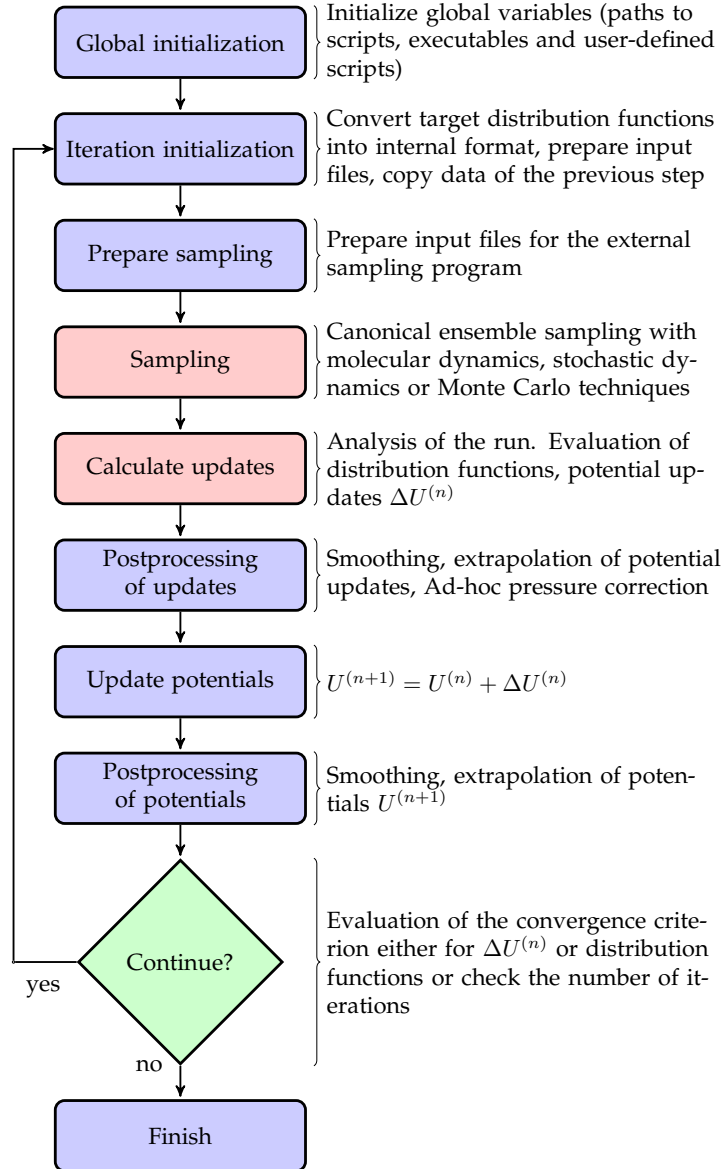 Global initialization
Initialize global variables (paths to
scripts, executables and user-defined
scripts)
Iteration initialization
Convert target distribution functions
into internal format, prepare input
files, copy data of the previous step
Prepare sampling
Prepare input files for the external
sampling program
Sampling
Canonical ensemble sampling with
molecular dynamics, stochastic dy-
namics or Monte Carlo techniques
Calculate updates
Analysis of the run. Evaluation of
distribution functions, potential up-
dates ΔU⁽ⁿ⁾
Postprocessing
of updates
Smoothing, extrapolation of potential
updates, Ad-hoc pressure correction
Update potentials
U⁽ⁿ⁺¹⁾ = U⁽ⁿ⁾ + ΔU⁽ⁿ⁾
Postprocessing
of potentials
Smoothing, extrapolation of poten-
tials U⁽ⁿ⁺¹⁾
Continue?
Evaluation of the convergence crite-
rion either for ΔU⁽ⁿ⁾ or distribution
functions or check the number of it-
erations
yes
no
Finish